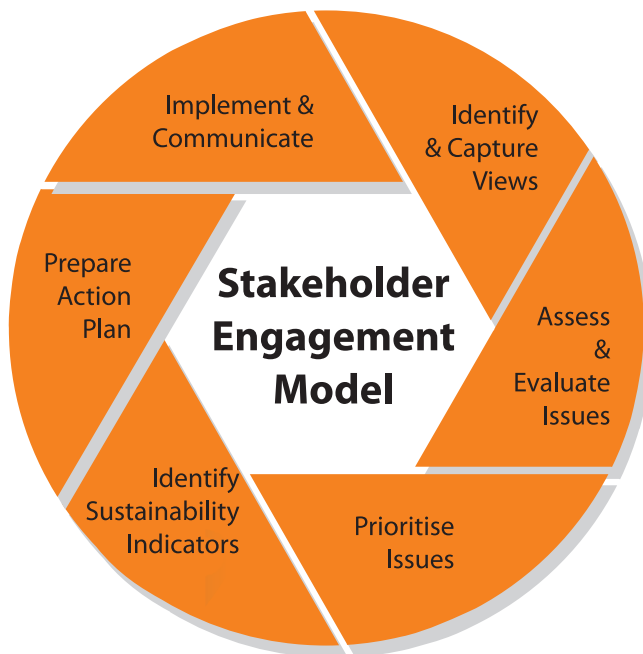 Implement &
Communicate
Identify
& Capture
Views
Prepare
Action
Plan
Stakeholder
Engagement
Model
Assess
&
Evaluate
Issues
Identify
Sustainability
Indicators
Prioritise
Issues